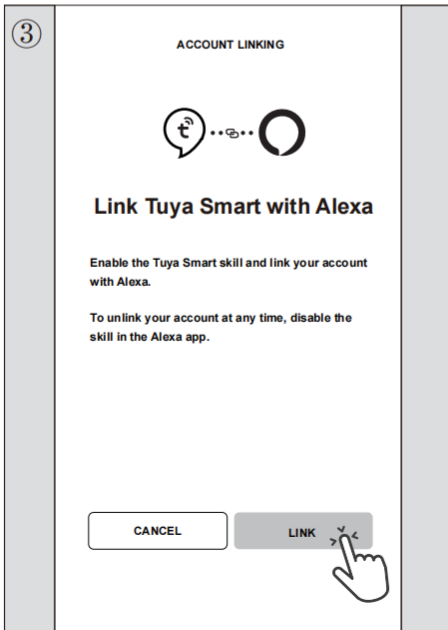 ③
ACCOUNT LINKING
Link Tuya Smart with Alexa
Enable the Tuya Smart skill and link your account
with Alexa.
To unlink your account at any time, disable the
skill in the Alexa app.
CANCEL LINK